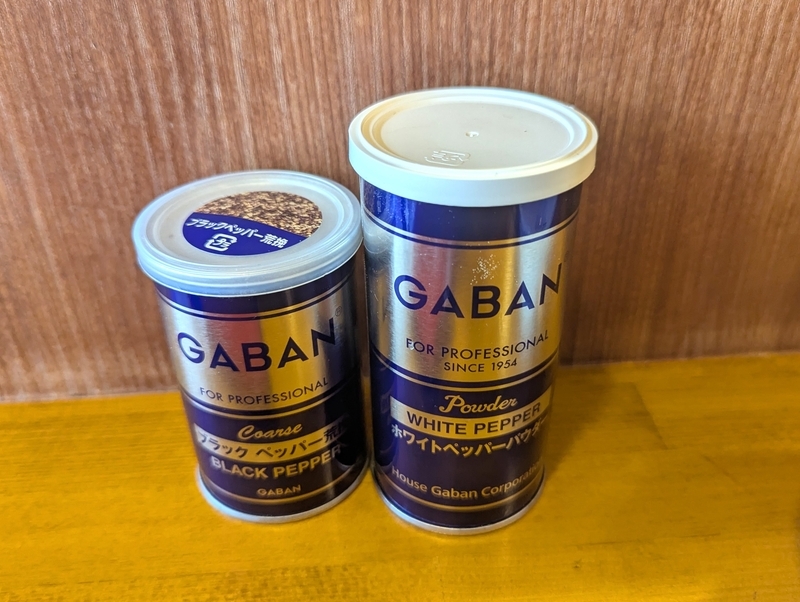 ブラックペッパー荒挽
GABAN
FOR PROFESSIONAL
Coarse
ブラック ペッパー荒
BLACK PEPPER
GABAN
GABAN
FOR PROFESSIONAL
SINCE 1954
Powder
WHITE PEPPER
ホワイトペッパーパウダー
House Gaban Corporation